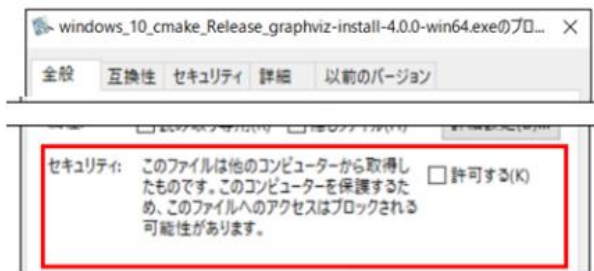 windows_10_cmake_Release_graphviz-install-4.0.0-win64.exeのプロ...
全般 互換性 セキュリティ 詳細 以前のバージョン
セキュリティ: このファイルは他のコンピューターから取得し
たものです。このコンピューターを保護するた
め、このファイルへのアクセスはブロックされる
可能性があります。
許可する(K)